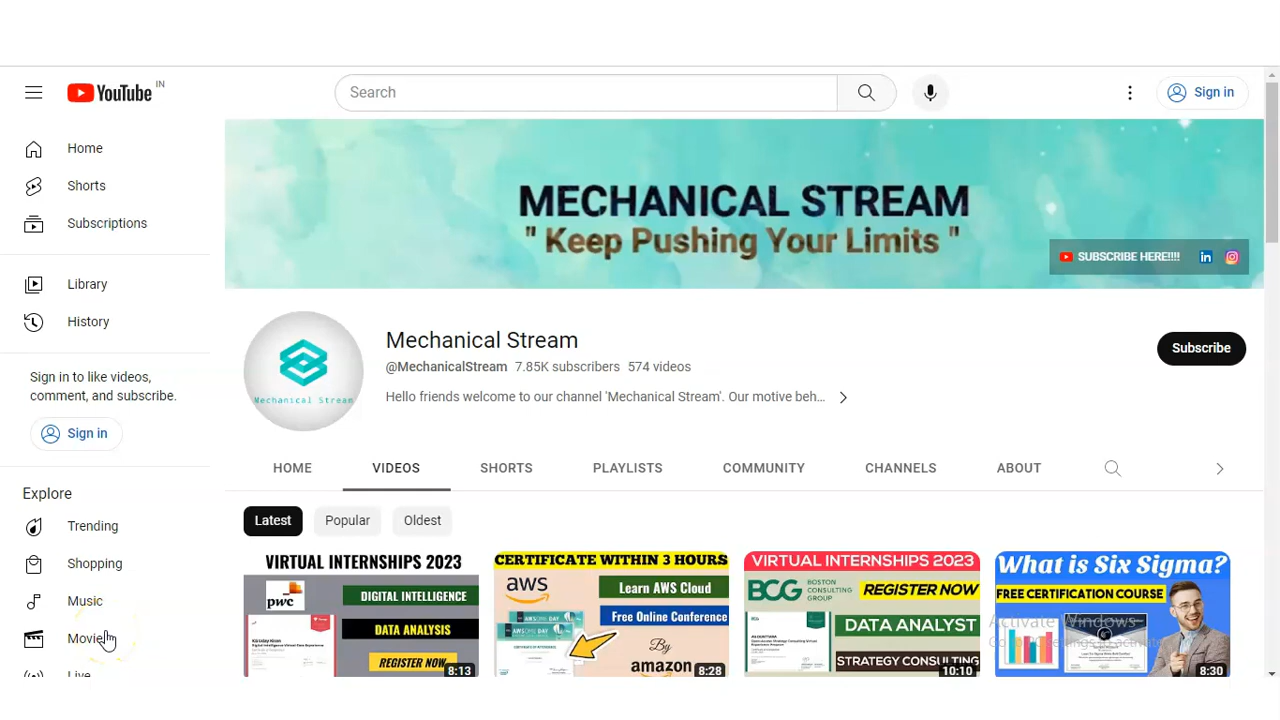 YouTube IN
Search
Sign in
Home
Shorts
Subscriptions
Library
History
Sign in to like videos,
comment, and subscribe.
Sign in
Explore
Trending
Shopping
Music
Movies
Live
MECHANICAL STREAM
" Keep Pushing Your Limits "
SUBSCRIBE HERE!!!!
in
Mechanical Stream
Mechanical Stream
@MechanicalStream 7.85K subscribers 574 videos
Hello friends welcome to our channel 'Mechanical Stream'. Our motive beh...
Subscribe
HOME VIDEOS SHORTS PLAYLISTS COMMUNITY CHANNELS ABOUT
Latest Popular Oldest
VIRTUAL INTERNSHIPS 2023
pwc
DIGITAL INTELLIGENCE
DATA ANALYSIS
REGISTER NOW
8:13
CERTIFICATE WITHIN 3 HOURS
aws
Learn AWS Cloud
Free Online Conference
By
amazon
8:28
VIRTUAL INTERNSHIPS 2023
BCG
BOSTON
CONSULTING
GROUP
REGISTER NOW
DATA ANALYST
STRATEGY CONSULTING
10:10
What is Six Sigma?
FREE CERTIFICATION COURSE
8:30
Activate Windows